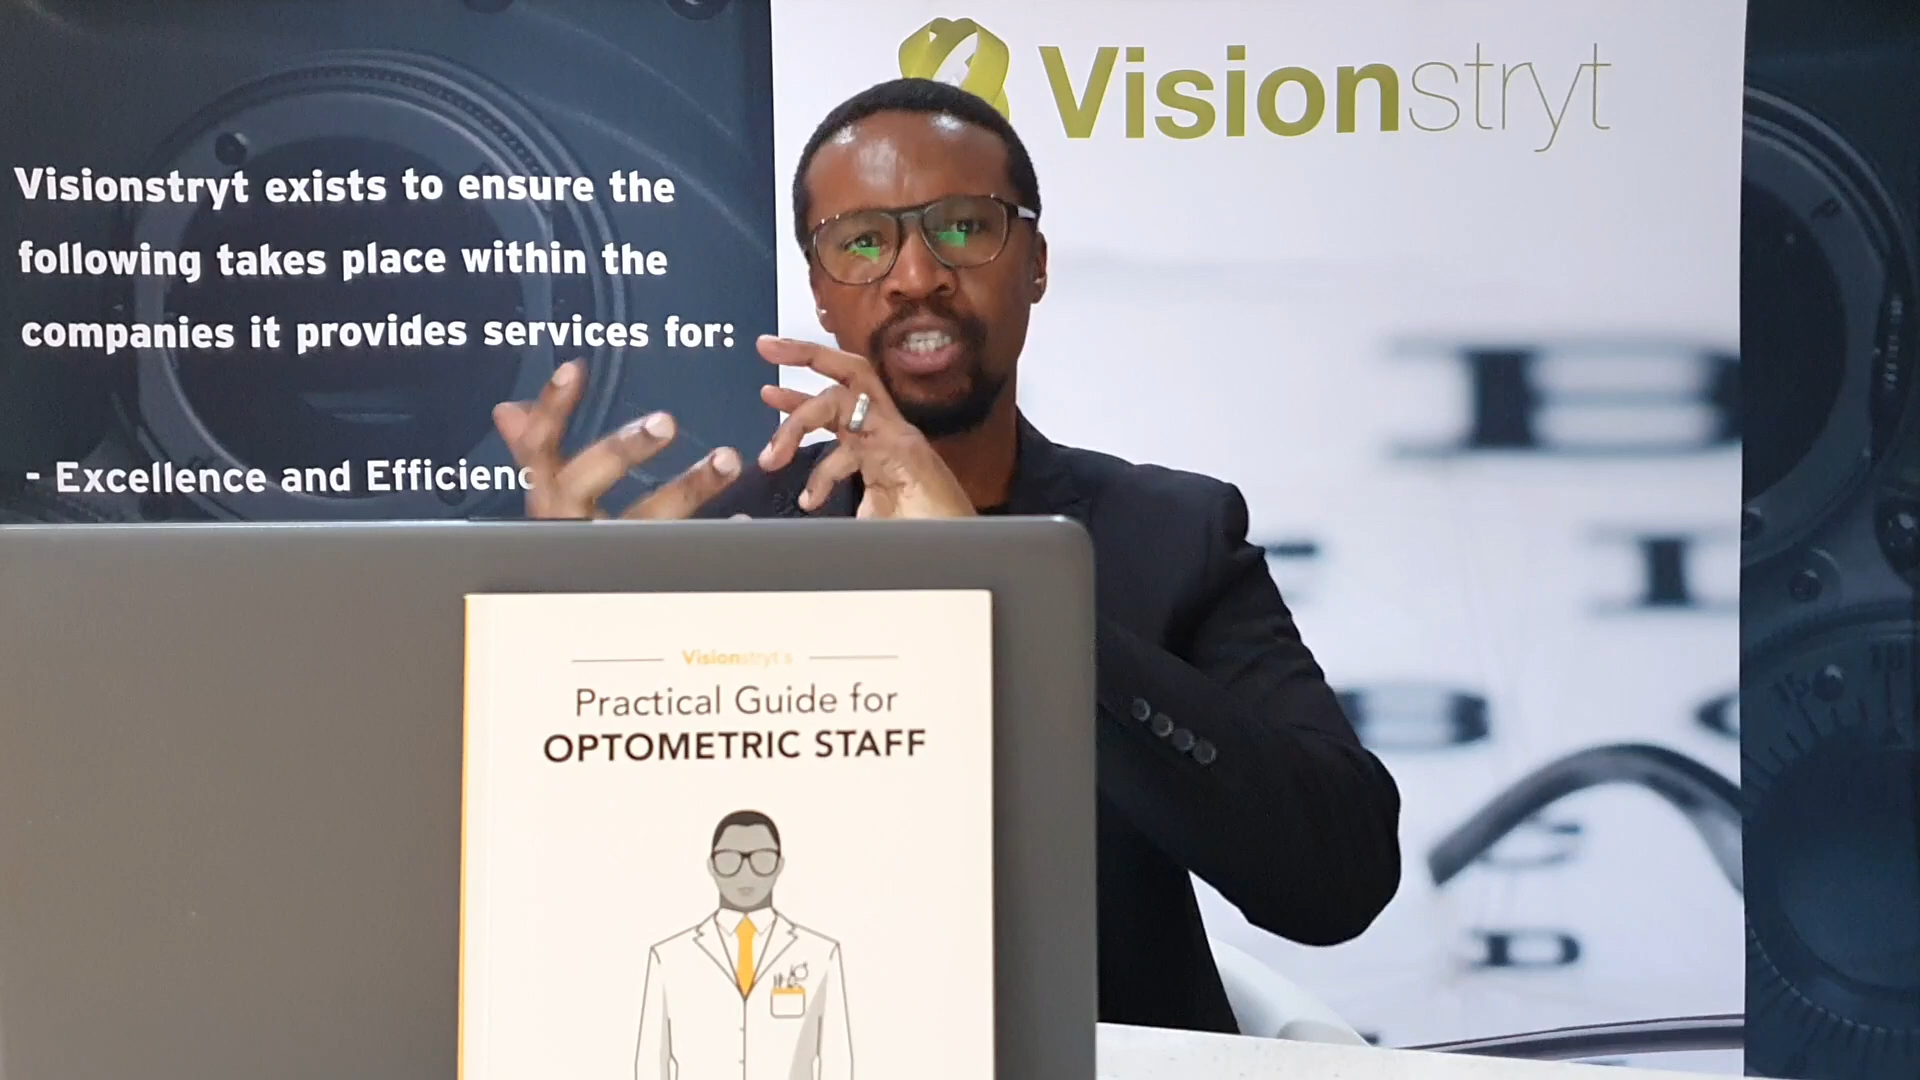 Visionstryt
Visionstryt exists to ensure the
following takes place within the
companies it provides services for:
- Excellence and Efficienc
Visionstryt's
Practical Guide for
OPTOMETRIC STAFF
B
D